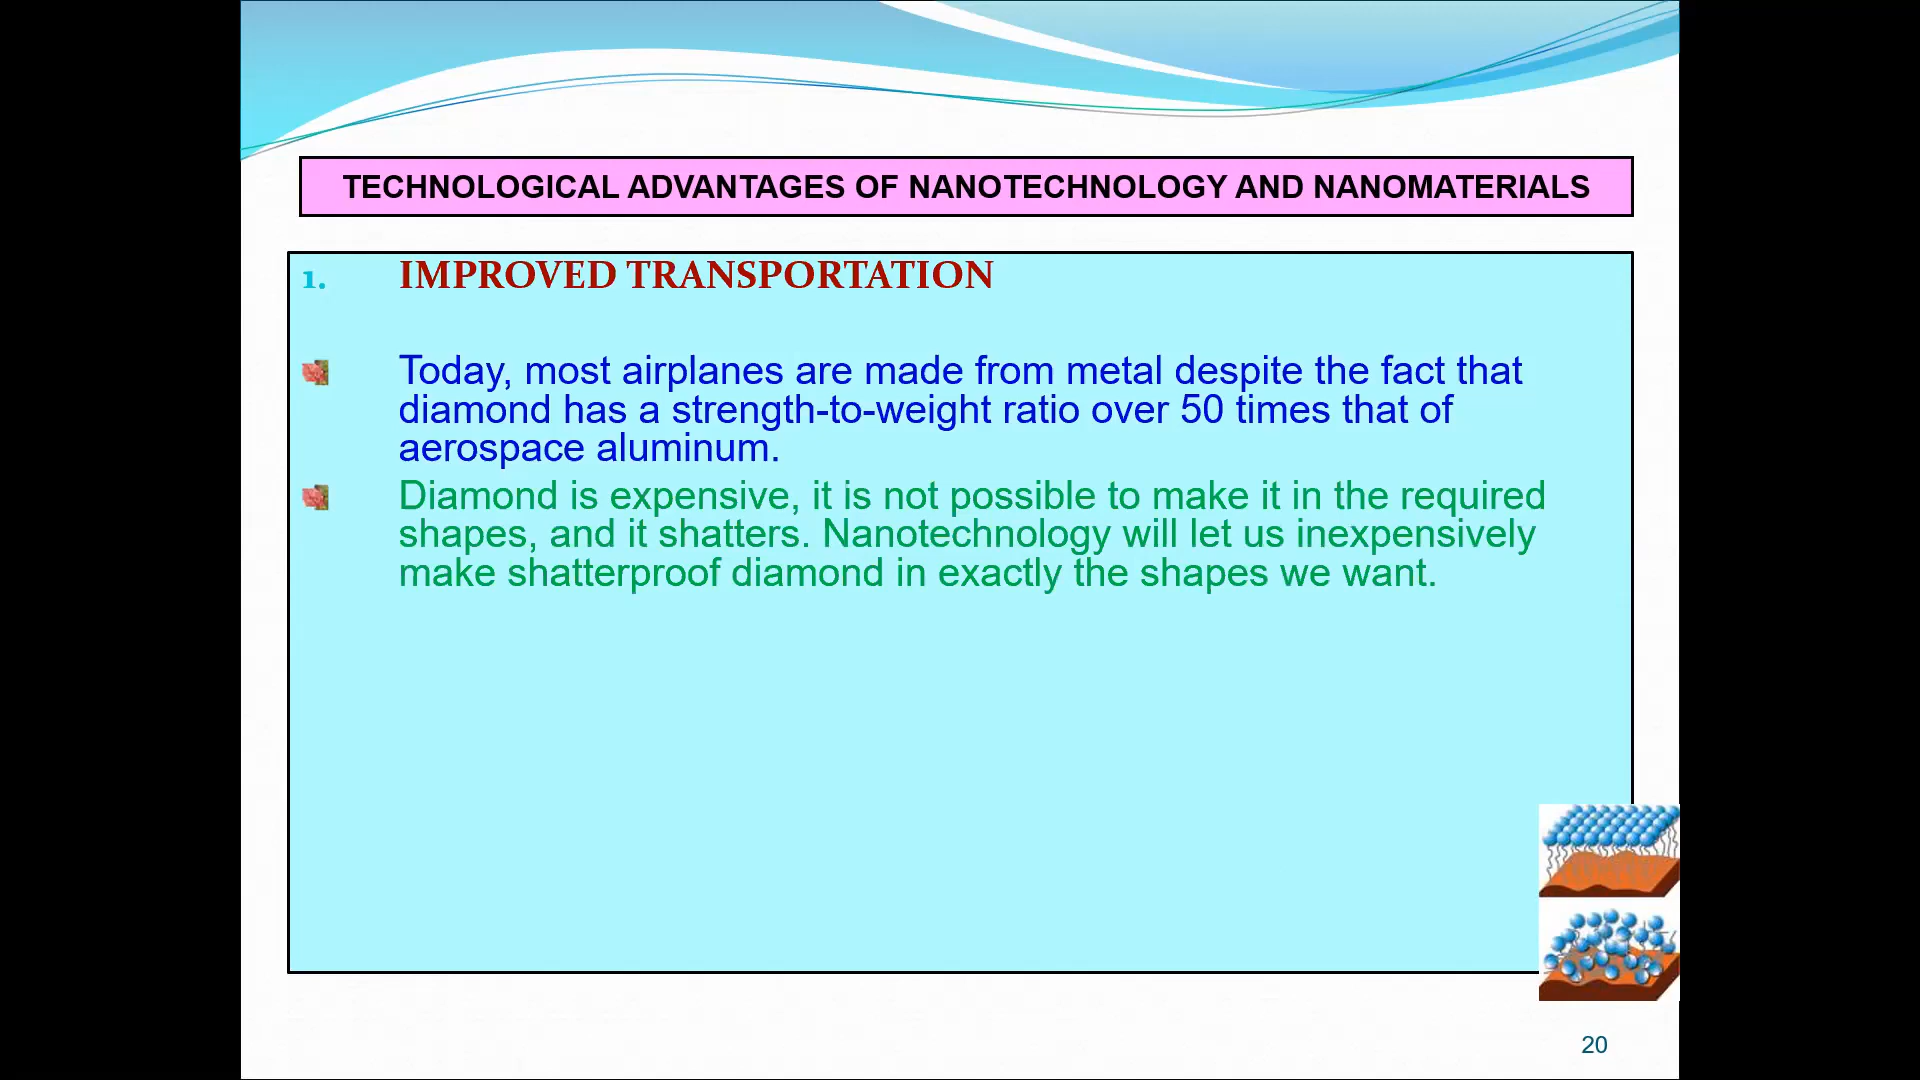 TECHNOLOGICAL ADVANTAGES OF NANOTECHNOLOGY AND NANOMATERIALS
1. IMPROVED TRANSPORTATION
Today, most airplanes are made from metal despite the fact that
diamond has a strength-to-weight ratio over 50 times that of
aerospace aluminum.
Diamond is expensive, it is not possible to make it in the required
shapes, and it shatters. Nanotechnology will let us inexpensively
make shatterproof diamond in exactly the shapes we want.
20